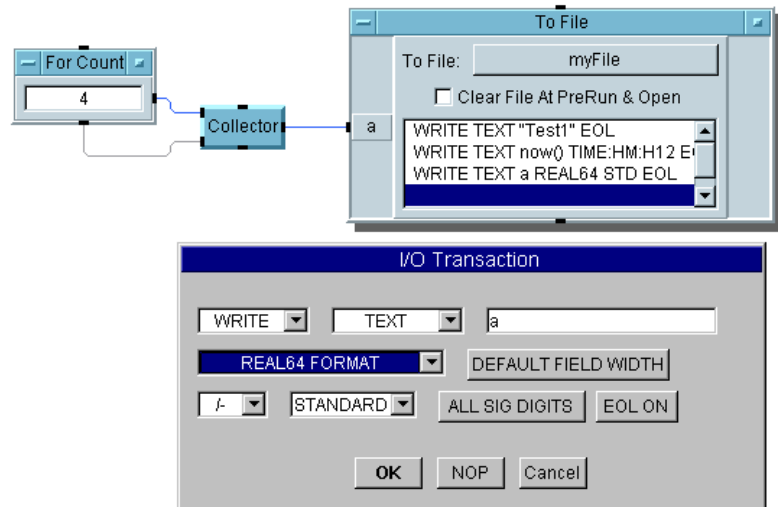 To File
For Count
4
Collector
To File:
myFile
Clear File At PreRun & Open
a
WRITE TEXT "Test1" EOL
WRITE TEXT now() TIME:HM:H12 E
WRITE TEXT a REAL64 STD EOL
I/O Transaction
WRITE TEXT a
REAL64 FORMAT DEFAULT FIELD WIDTH
/- STANDARD ALL SIG DIGITS EOL ON
OK NOP Cancel